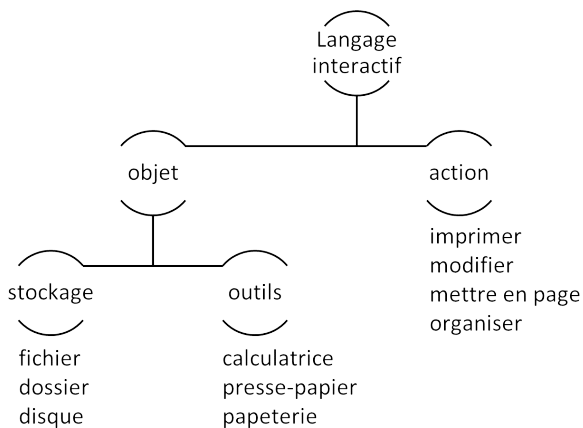 Langage
interactif
objet
action
imprimer
modifier
mettre en page
organiser
stockage
outils
fichier
dossier
disque
calculatrice
presse-papier
papeterie